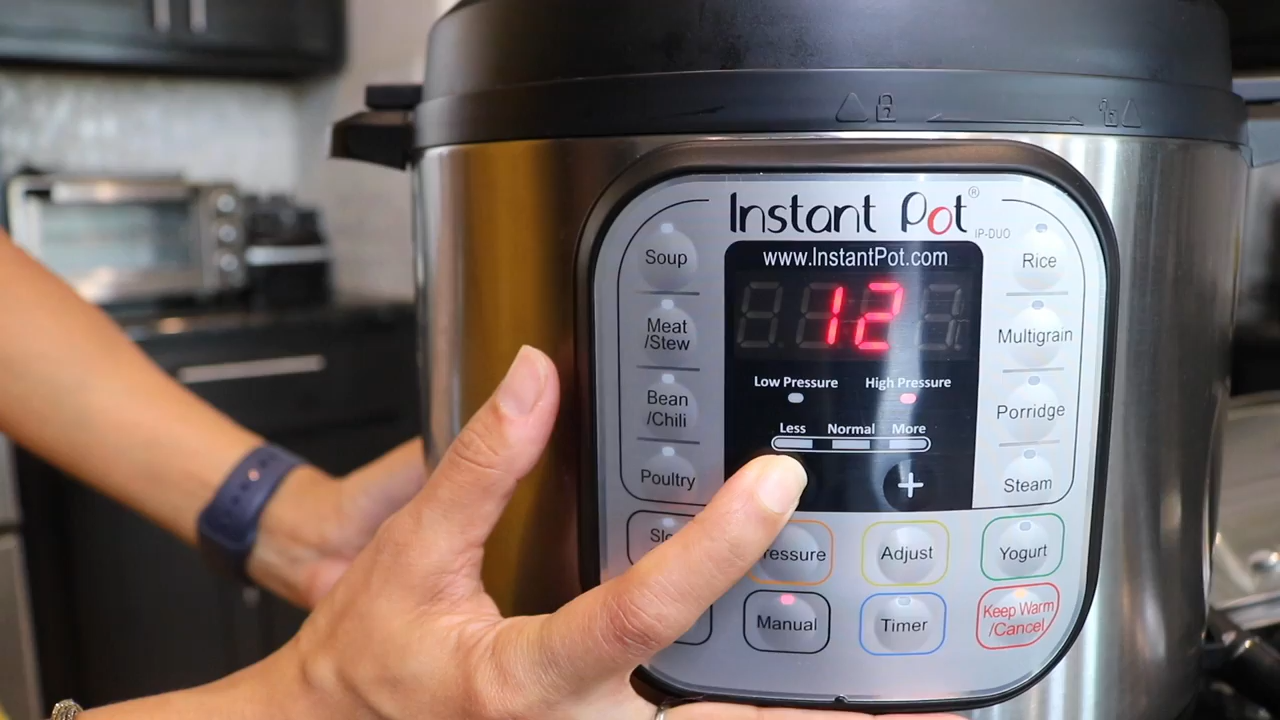 Instant Pot®
IP-DUO
www.InstantPot.com
12
Low Pressure
High Pressure
Less
Normal
More
+
Soup
Meat
/Stew
Bean
/Chili
Poultry
Rice
Multigrain
Porridge
Steam
Adjust
Yogurt
Manual
Timer
Keep Warm
/Cancel